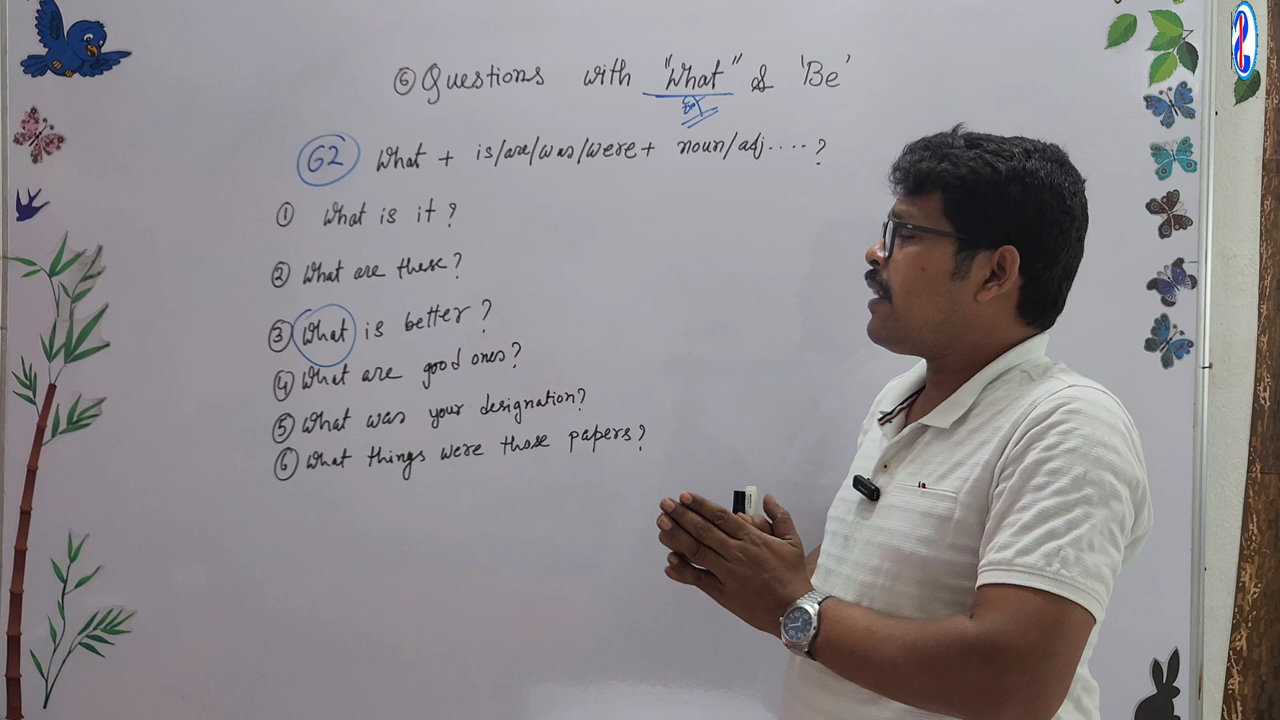 ⑥ Questions with "What" & 'Be'
G2 What + is/are/was/were + noun/adj....?
① What is it?
② What are these?
③ What is better?
④ What are good ones?
⑤ What was your designation?
⑥ What things were those papers?